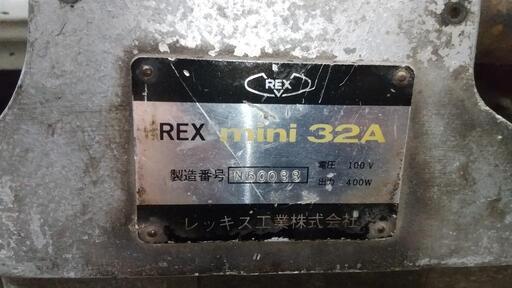 REX
REX mini 32A
製造番号 N60033 電圧 100V
出力 400W
レッキス工業株式会社